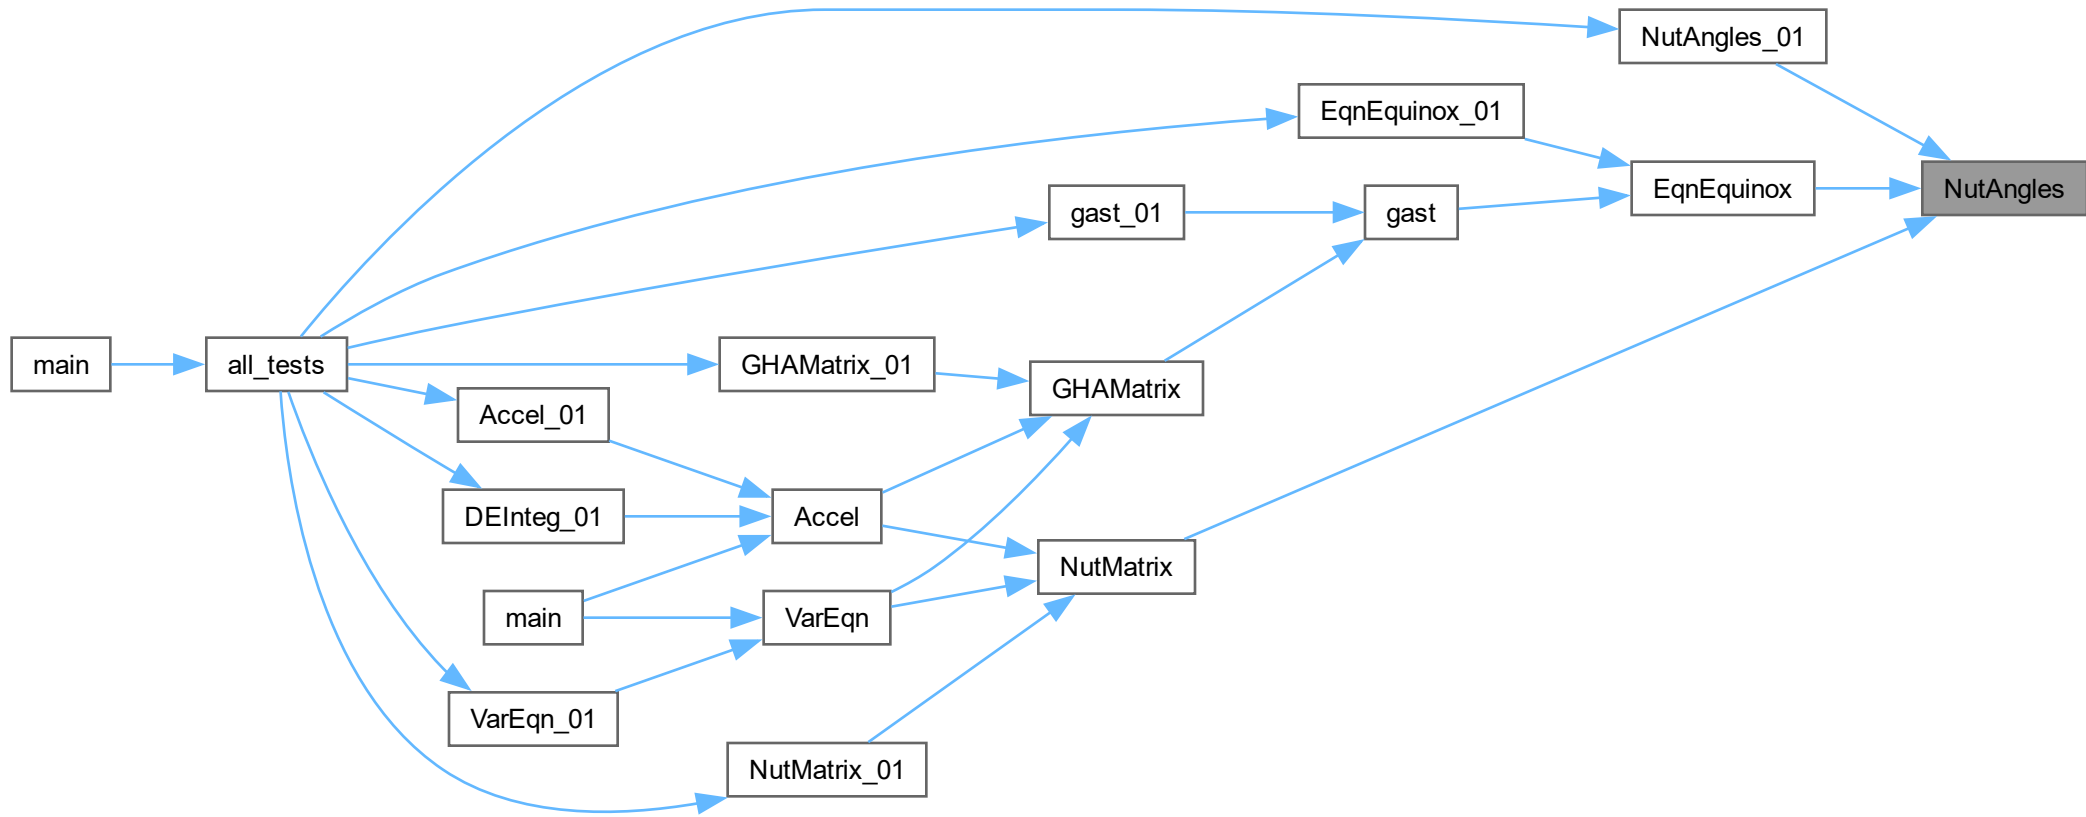 NutAngles_01
EqnEquinox_01
EqnEquinox
NutAngles
gast_01
gast
main
all_tests
GHAMatrix_01
GHAMatrix
Accel_01
DEInteg_01
Accel
NutMatrix
main
VarEqn
VarEqn_01
NutMatrix_01